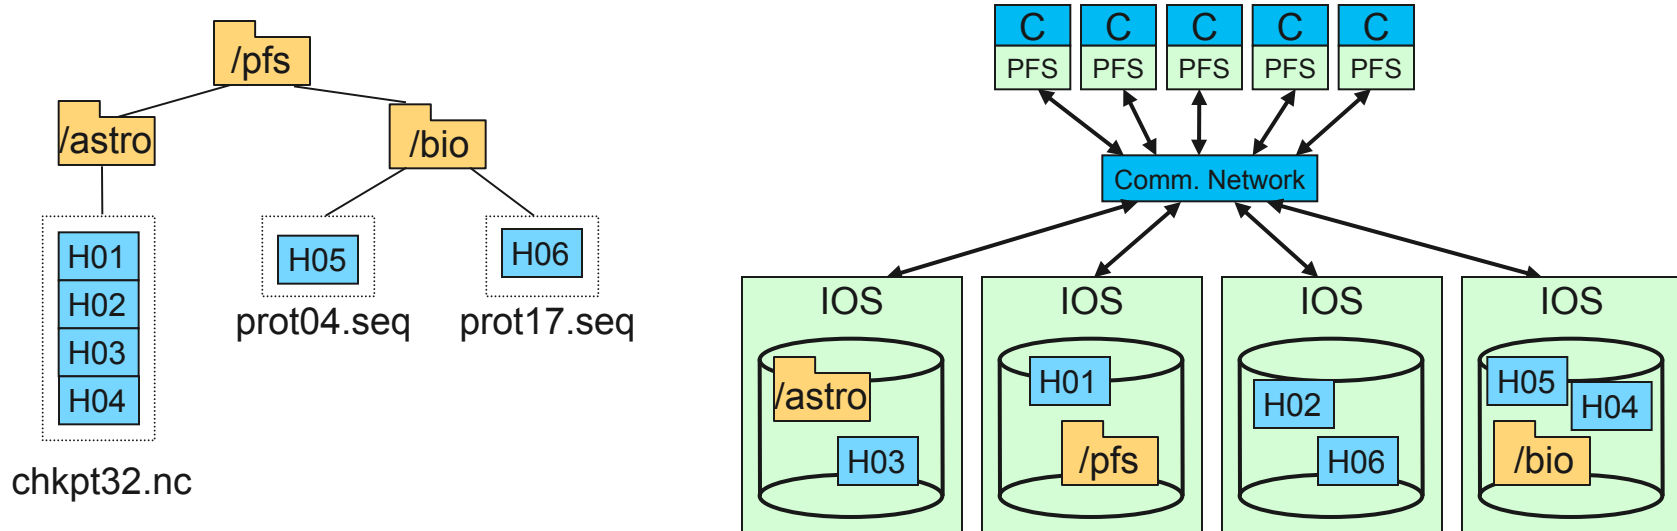 /pfs
/astro
/bio
H01
H02
H03
H04
chkpt32.nc
H05
prot04.seq
H06
prot17.seq
C C C C C
PFS PFS PFS PFS PFS
Comm. Network
IOS IOS IOS IOS
/astro
H03
H01
/pfs
H02
H06
H05
H04
/bio